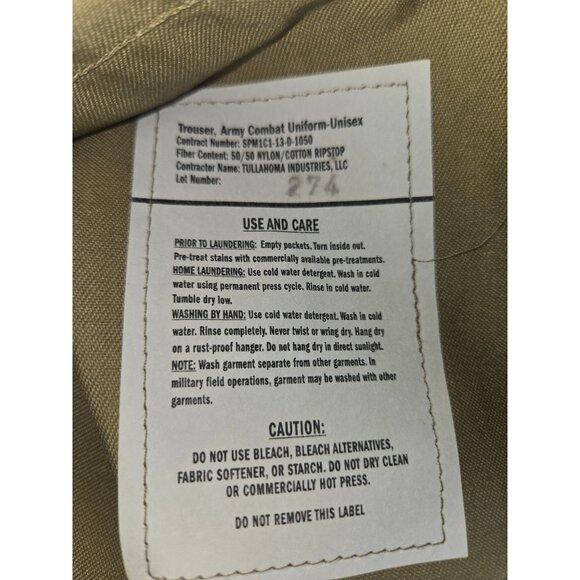 Trouser, Army Combat Uniform-Unisex
Contract Number: SPM1C1-13-D-1050
Fiber Content: 50/50 NYLON/COTTON RIPSTOP
Contractor Name: TULLAHOMA INDUSTRIES, LLC
Lot Number: 274
USE AND CARE
PRIOR TO LAUNDERING: Empty pockets. Turn inside out.
Pre-treat stains with commercially available pre-treatments.
HOME LAUNDERING: Use cold water detergent. Wash in cold
water using permanent press cycle. Rinse in cold water.
Tumble dry low.
WASHING BY HAND: Use cold water detergent. Wash in cold
water. Rinse completely. Never twist or wring dry. Hang dry
on a rust-proof hanger. Do not hang dry in direct sunlight.
NOTE: Wash garment separate from other garments. In
military field operations, garment may be washed with other
garments.
CAUTION:
DO NOT USE BLEACH, BLEACH ALTERNATIVES,
FABRIC SOFTENER, OR STARCH. DO NOT DRY CLEAN
OR COMMERCIALLY HOT PRESS.
DO NOT REMOVE THIS LABEL